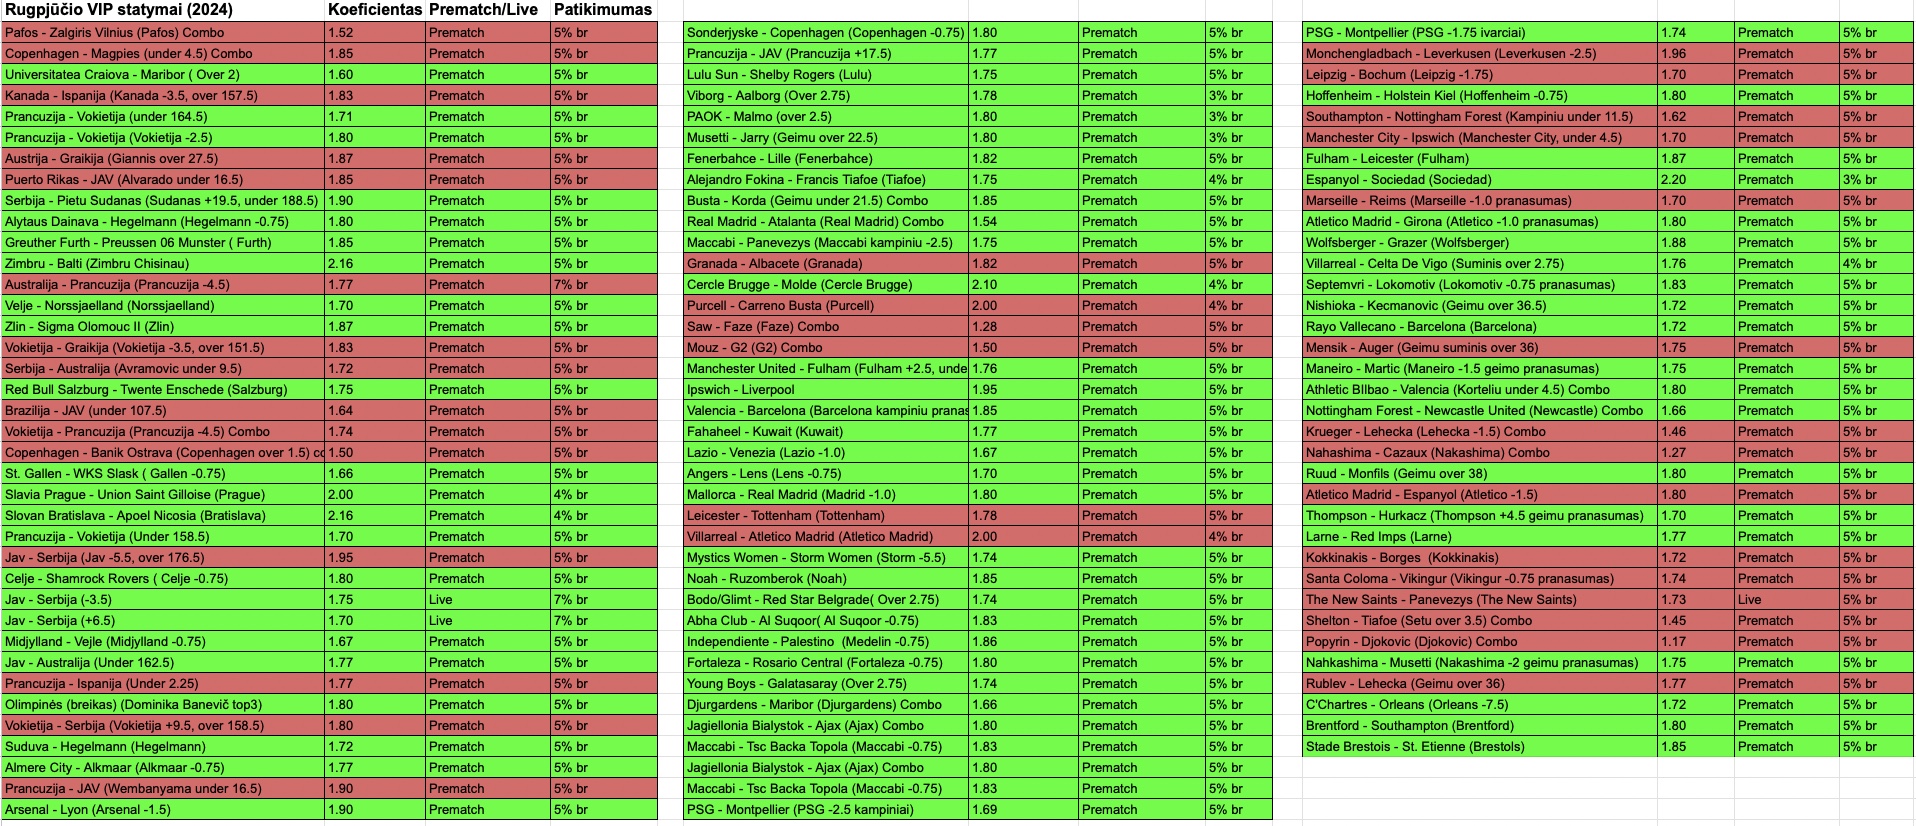 Rugpjūčio VIP statymai (2024) Koeficientas Prematch/Live Patikimumas
Pafos - Zalgiris Vilnius (Pafos) Combo 1.52 Prematch 5% br
Copenhagen - Magpies (under 4.5) Combo 1.85 Prematch 5% br
Universitatea Craiova - Maribor ( Over 2) 1.60 Prematch 5% br
Kanada - Ispanija (Kanada -3.5, over 157.5) 1.83 Prematch 5% br
Prancuzija - Vokietija (under 164.5) 1.71 Prematch 5% br
Prancuzija - Vokietija (Vokietija -2.5) 1.80 Prematch 5% br
Austrija - Graikija (Giannis over 27.5) 1.87 Prematch 5% br
Puerto Rikas - JAV (Alvarado under 16.5) 1.85 Prematch 5% br
Serbija - Pietu Sudanas (Sudanas +19.5, under 188.5) 1.90 Prematch 5% br
Alytaus Dainava - Hegelmann (Hegelmann -0.75) 1.80 Prematch 5% br
Greuther Furth - Preussen 06 Munster ( Furth) 1.85 Prematch 5% br
Zimbru - Balti (Zimbru Chisinau) 2.16 Prematch 5% br
Australija - Prancuzija (Prancuzija -4.5) 1.77 Prematch 7% br
Velje - Norssjaelland (Norssjaelland) 1.70 Prematch 5% br
Zlin - Sigma Olomouc II (Zlin) 1.87 Prematch 5% br
Vokietija - Graikija (Vokietija -3.5, over 151.5) 1.83 Prematch 5% br
Serbija - Australija (Avramovic under 9.5) 1.72 Prematch 5% br
Red Bull Salzburg - Twente Enschede (Salzburg) 1.75 Prematch 5% br
Brazilija - JAV (under 107.5) 1.64 Prematch 5% br
Vokietija - Prancuzija (Prancuzija -4.5) Combo 1.74 Prematch 5% br
Copenhagen - Banik Ostrava (Copenhagen over 1.5) cc 1.50 Prematch 5% br
St. Gallen - WKS Slask ( Gallen -0.75) 1.66 Prematch 5% br
Slavia Prague - Union Saint Gilloise (Prague) 2.00 Prematch 4% br
Slovan Bratislava - Apoel Nicosia (Bratislava) 2.16 Prematch 4% br
Prancuzija - Vokietija (Under 158.5) 1.70 Prematch 5% br
Jav - Serbija (Jav -5.5, over 176.5) 1.95 Prematch 5% br
Celje - Shamrock Rovers ( Celje -0.75) 1.80 Prematch 5% br
Jav - Serbija (-3.5) 1.75 Live 7% br
Jav - Serbija (+6.5) 1.70 Live 7% br
Midjylland - Vejle (Midjylland -0.75) 1.67 Prematch 5% br
Jav - Australija (Under 162.5) 1.77 Prematch 5% br
Prancuzija - Ispanija (Under 2.25) 1.77 Prematch 5% br
Olimpinės (breikas) (Dominika Banevič top3) 1.80 Prematch 5% br
Vokietija - Serbija (Vokietija +9.5, over 158.5) 1.80 Prematch 5% br
Suduva - Hegelmann (Hegelmann) 1.72 Prematch 5% br
Almere City - Alkmaar (Alkmaar -0.75) 1.77 Prematch 5% br
Prancuzija - JAV (Wembanyama under 16.5) 1.90 Prematch 5% br
Arsenal - Lyon (Arsenal -1.5) 1.90 Prematch 5% br
Sonderjyske - Copenhagen (Copenhagen -0.75) 1.80 Prematch 5% br
Prancuzija - JAV (Prancuzija +17.5) 1.77 Prematch 5% br
Lulu Sun - Shelby Rogers (Lulu) 1.75 Prematch 5% br
Viborg - Aalborg (Over 2.75) 1.78 Prematch 3% br
PAOK - Malmo (over 2.5) 1.80 Prematch 3% br
Musetti - Jarry (Geimu over 22.5) 1.80 Prematch 3% br
Fenerbahce - Lille (Fenerbahce) 1.82 Prematch 5% br
Alejandro Fokina - Francis Tiafoe (Tiafoe) 1.75 Prematch 4% br
Busta - Korda (Geimu under 21.5) Combo 1.85 Prematch 5% br
Real Madrid - Atalanta (Real Madrid) Combo 1.54 Prematch 5% br
Maccabi - Panevezys (Maccabi kampiniu -2.5) 1.75 Prematch 5% br
Granada - Albacete (Granada) 1.82 Prematch 5% br
Cercle Brugge - Molde (Cercle Brugge) 2.10 Prematch 4% br
Purcell - Carreno Busta (Purcell) 2.00 Prematch 4% br
Saw - Faze (Faze) Combo 1.28 Prematch 5% br
Mouz - G2 (G2) Combo 1.50 Prematch 5% br
Manchester United - Fulham (Fulham +2.5, unde 1.76 Prematch 5% br
Ipswich - Liverpool 1.95 Prematch 5% br
Valencia - Barcelona (Barcelona kampiniu pranas 1.85 Prematch 5% br
Fahaheel - Kuwait (Kuwait) 1.77 Prematch 5% br
Lazio - Venezia (Lazio -1.0) 1.67 Prematch 5% br
Angers - Lens (Lens -0.75) 1.70 Prematch 5% br
Mallorca - Real Madrid (Madrid -1.0) 1.80 Prematch 5% br
Leicester - Tottenham (Tottenham) 1.78 Prematch 5% br
Villarreal - Atletico Madrid (Atletico Madrid) 2.00 Prematch 4% br
Mystics Women - Storm Women (Storm -5.5) 1.74 Prematch 5% br
Noah - Ruzomberok (Noah) 1.85 Prematch 5% br
Bodo/Glimt - Red Star Belgrade( Over 2.75) 1.74 Prematch 5% br
Abha Club - Al Suqoor( Al Suqoor -0.75) 1.83 Prematch 5% br
Independiente - Palestino  (Medelin -0.75) 1.86 Prematch 5% br
Fortaleza - Rosario Central (Fortaleza -0.75) 1.80 Prematch 5% br
Young Boys - Galatasaray (Over 2.75) 1.74 Prematch 5% br
Djurgardens - Maribor (Djurgardens) Combo 1.66 Prematch 5% br
Jagiellonia Bialystok - Ajax (Ajax) Combo 1.80 Prematch 5% br
Maccabi - Tsc Backa Topola (Maccabi -0.75) 1.83 Prematch 5% br
Jagiellonia Bialystok - Ajax (Ajax) Combo 1.80 Prematch 5% br
Maccabi - Tsc Backa Topola (Maccabi -0.75) 1.83 Prematch 5% br
PSG - Montpellier (PSG -2.5 kampiniai) 1.69 Prematch 5% br
PSG - Montpellier (PSG -1.75 ivarciai) 1.74 Prematch 5% br
Monchengladbach - Leverkusen (Leverkusen -2.5) 1.96 Prematch 5% br
Leipzig - Bochum (Leipzig -1.75) 1.70 Prematch 5% br
Hoffenheim - Holstein Kiel (Hoffenheim -0.75) 1.80 Prematch 5% br
Southampton - Nottingham Forest (Kampiniu under 11.5) 1.62 Prematch 5% br
Manchester City - Ipswich (Manchester City, under 4.5) 1.70 Prematch 5% br
Fulham - Leicester (Fulham) 1.87 Prematch 5% br
Espanyol - Sociedad (Sociedad) 2.20 Prematch 3% br
Marseille - Reims (Marseille -1.0 pranasumas) 1.70 Prematch 5% br
Atletico Madrid - Girona (Atletico -1.0 pranasumas) 1.80 Prematch 5% br
Wolfsberger - Grazer (Wolfsberger) 1.88 Prematch 5% br
Villarreal - Celta De Vigo (Suminis over 2.75) 1.76 Prematch 4% br
Septemvri - Lokomotiv (Lokomotiv -0.75 pranasumas) 1.83 Prematch 5% br
Nishioka - Kecmanovic (Geimu over 36.5) 1.72 Prematch 5% br
Rayo Vallecano - Barcelona (Barcelona) 1.72 Prematch 5% br
Mensik - Auger (Geimu suminis over 36) 1.75 Prematch 5% br
Maneiro - Martic (Maneiro -1.5 geimo pranasumas) 1.75 Prematch 5% br
Athletic BIlbao - Valencia (Korteliu under 4.5) Combo 1.80 Prematch 5% br
Nottingham Forest - Newcastle United (Newcastle) Combo 1.66 Prematch 5% br
Krueger - Lehecka (Lehecka -1.5) Combo 1.46 Prematch 5% br
Nahashima - Cazaux (Nakashima) Combo 1.27 Prematch 5% br
Ruud - Monfils (Geimu over 38) 1.80 Prematch 5% br
Atletico Madrid - Espanyol (Atletico -1.5) 1.80 Prematch 5% br
Thompson - Hurkacz (Thompson +4.5 geimu pranasumas) 1.70 Prematch 5% br
Larne - Red Imps (Larne) 1.77 Prematch 5% br
Kokkinakis - Borges  (Kokkinakis) 1.72 Prematch 5% br
Santa Coloma - Vikingur (Vikingur -0.75 pranasumas) 1.74 Prematch 5% br
The New Saints - Panevezys (The New Saints) 1.73 Live 5% br
Shelton - Tiafoe (Setu over 3.5) Combo 1.45 Prematch 5% br
Popyrin - Djokovic (Djokovic) Combo 1.17 Prematch 5% br
Nahkashima - Musetti (Nakashima -2 geimu pranasumas) 1.75 Prematch 5% br
Rublev - Lehecka (Geimu over 36) 1.77 Prematch 5% br
C'Chartres - Orleans (Orleans -7.5) 1.72 Prematch 5% br
Brentford - Southampton (Brentford) 1.80 Prematch 5% br
Stade Brestois - St. Etienne (Brestols) 1.85 Prematch 5% br